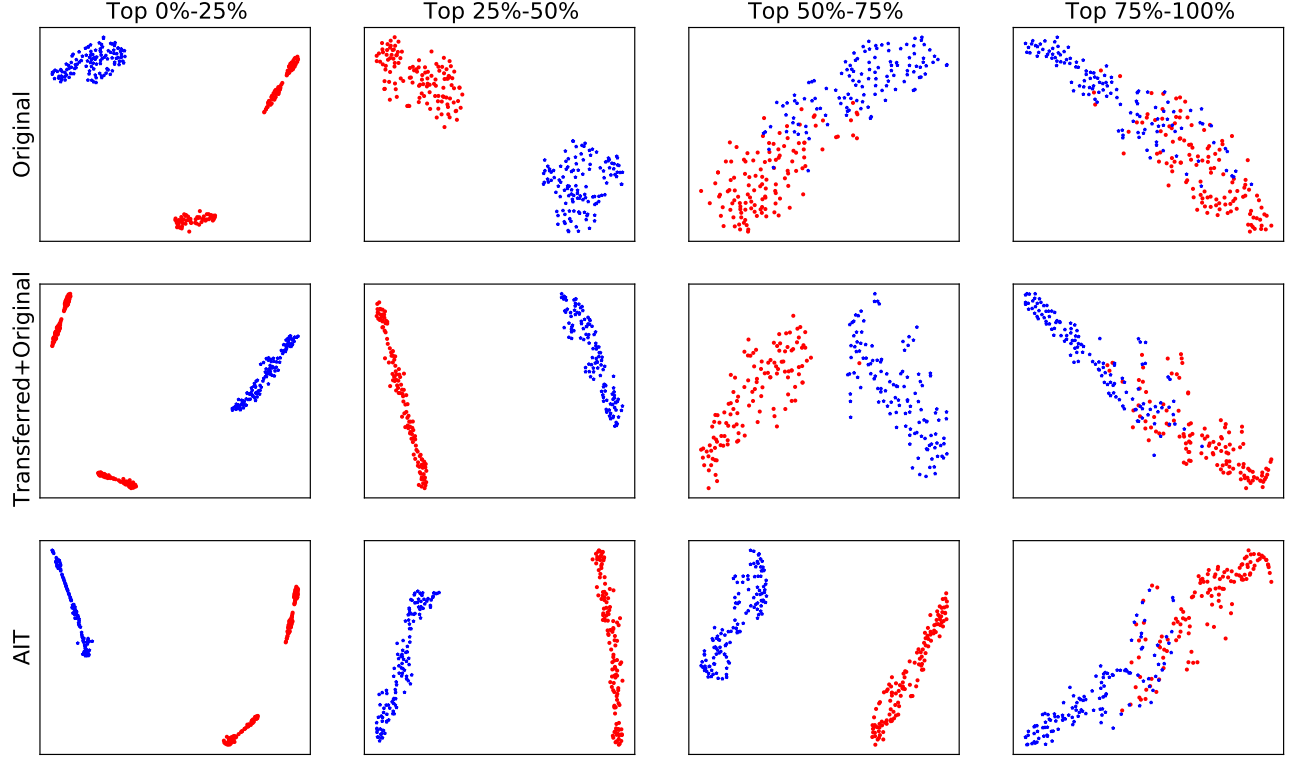 Top 0%-25%
Top 25%-50%
Top 50%-75%
Top 75%-100%
Original
Transferred+Original
AIT